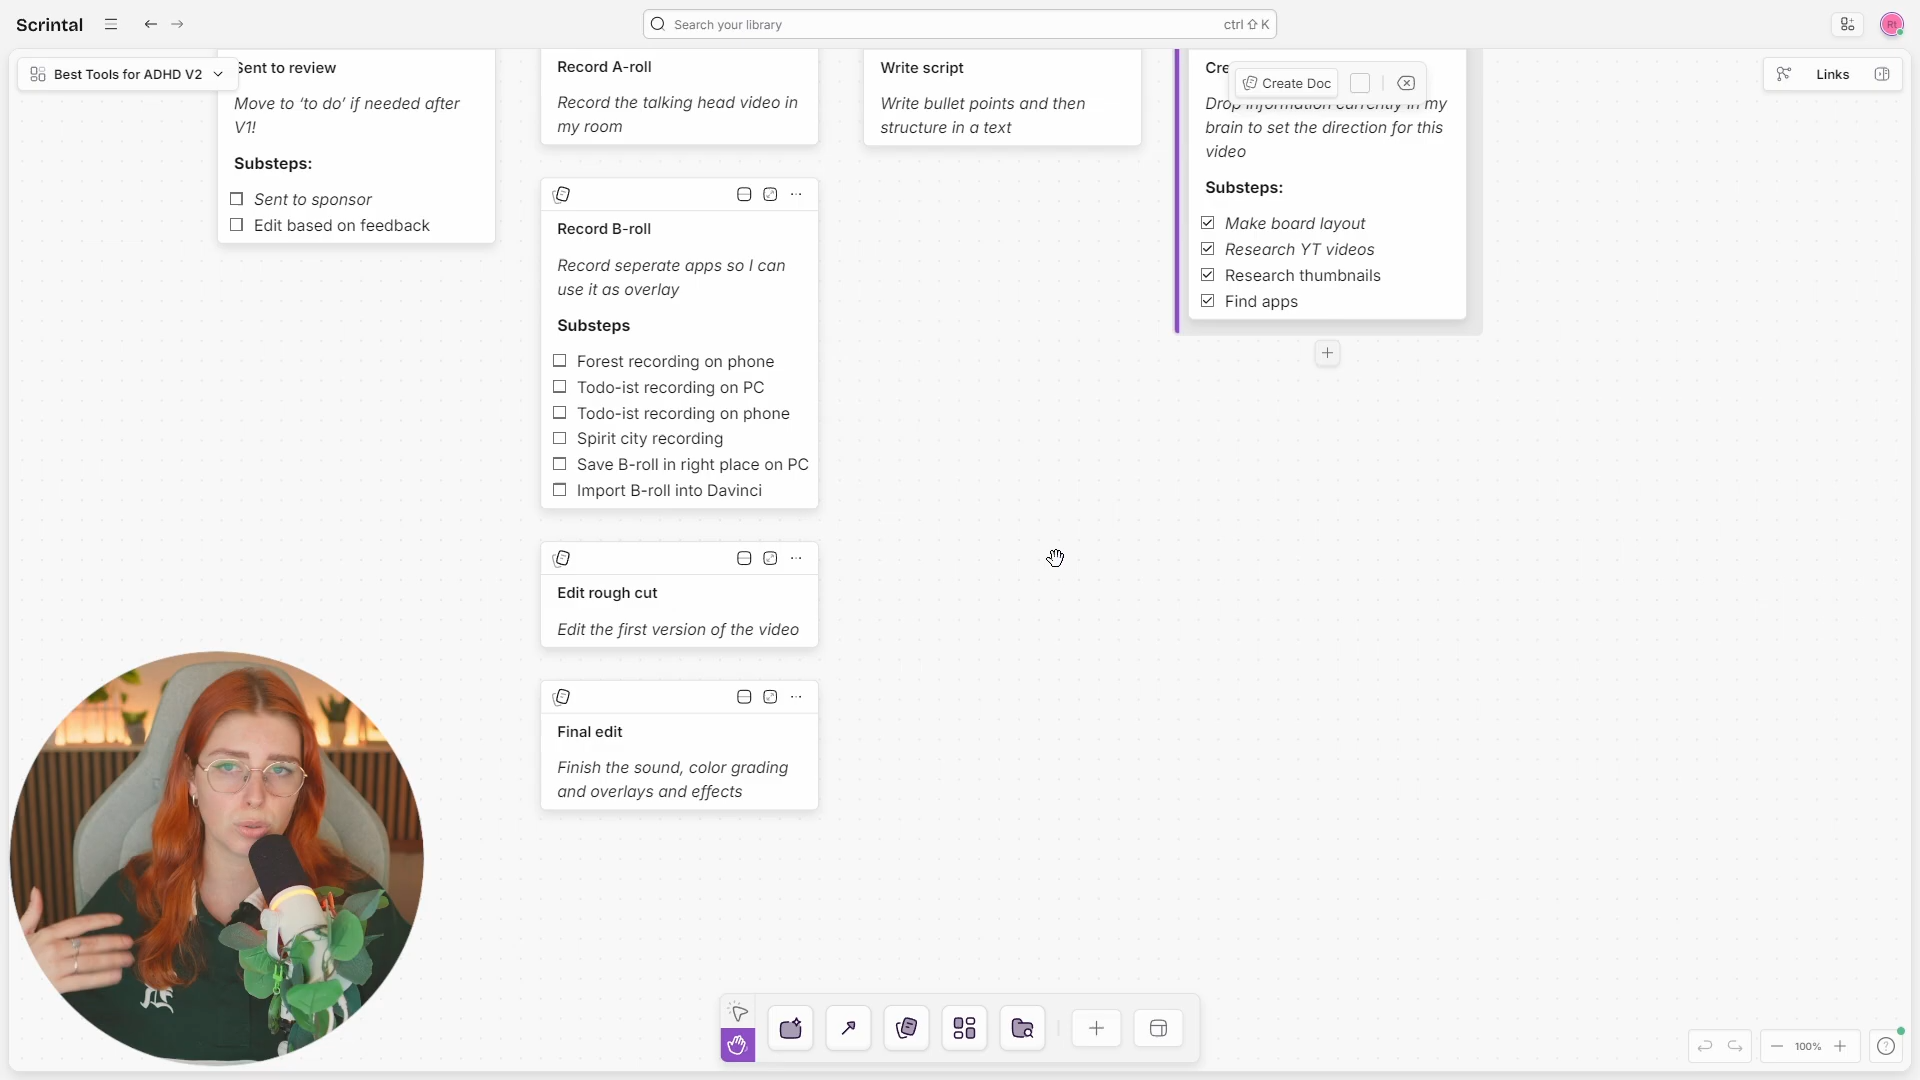 Scrintal
Search your library
ctrl ⇧ K
Best Tools for ADHD V2
Links
Sent to review
Move to ‘to do’ if needed after
V1!
Substeps:
Sent to sponsor
Edit based on feedback
Record A-roll
Record the talking head video in
my room
Record B-roll
Record seperate apps so I can
use it as overlay
Substeps
Forest recording on phone
Todo-ist recording on PC
Todo-ist recording on phone
Spirit city recording
Save B-roll in right place on PC
Import B-roll into Davinci
Edit rough cut
Edit the first version of the video
Final edit
Finish the sound, color grading
and overlays and effects
Write script
Write bullet points and then
structure in a text
Create Doc
Drop information currently in my
brain to set the direction for this
video
Substeps:
Make board layout
Research YT videos
Research thumbnails
Find apps
100%